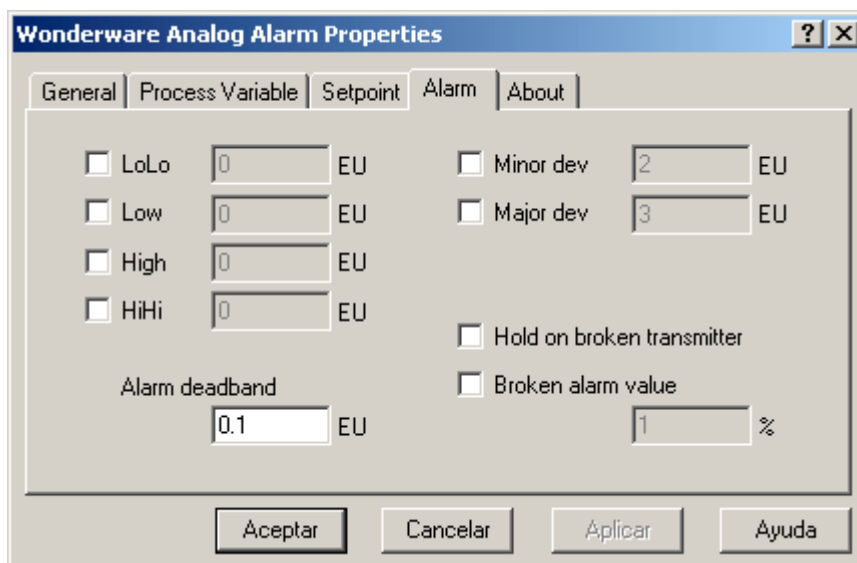 Wonderware Analog Alarm Properties
General Process Variable Setpoint Alarm About
LoLo 0 EU Minor dev 2 EU
Low 0 EU Major dev 3 EU
High 0 EU
HiHi 0 EU
Hold on broken transmitter
Alarm deadband Broken alarm value
0.1 EU 1 %
Aceptar Cancelar Aplicar Ayuda